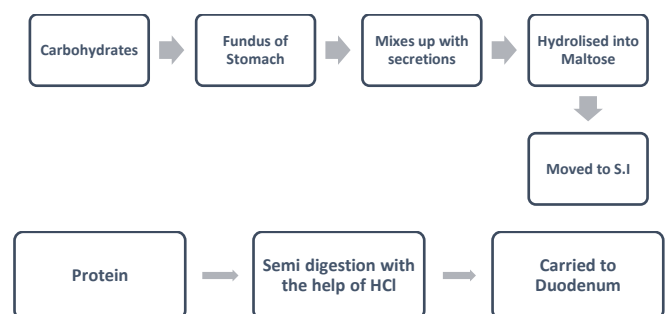 Carbohydrates
Fundus of
Stomach
Mixes up with
secretions
Hydrolised into
Maltose
Moved to S.I
Protein
Semi digestion with
the help of HCl
Carried to
Duodenum